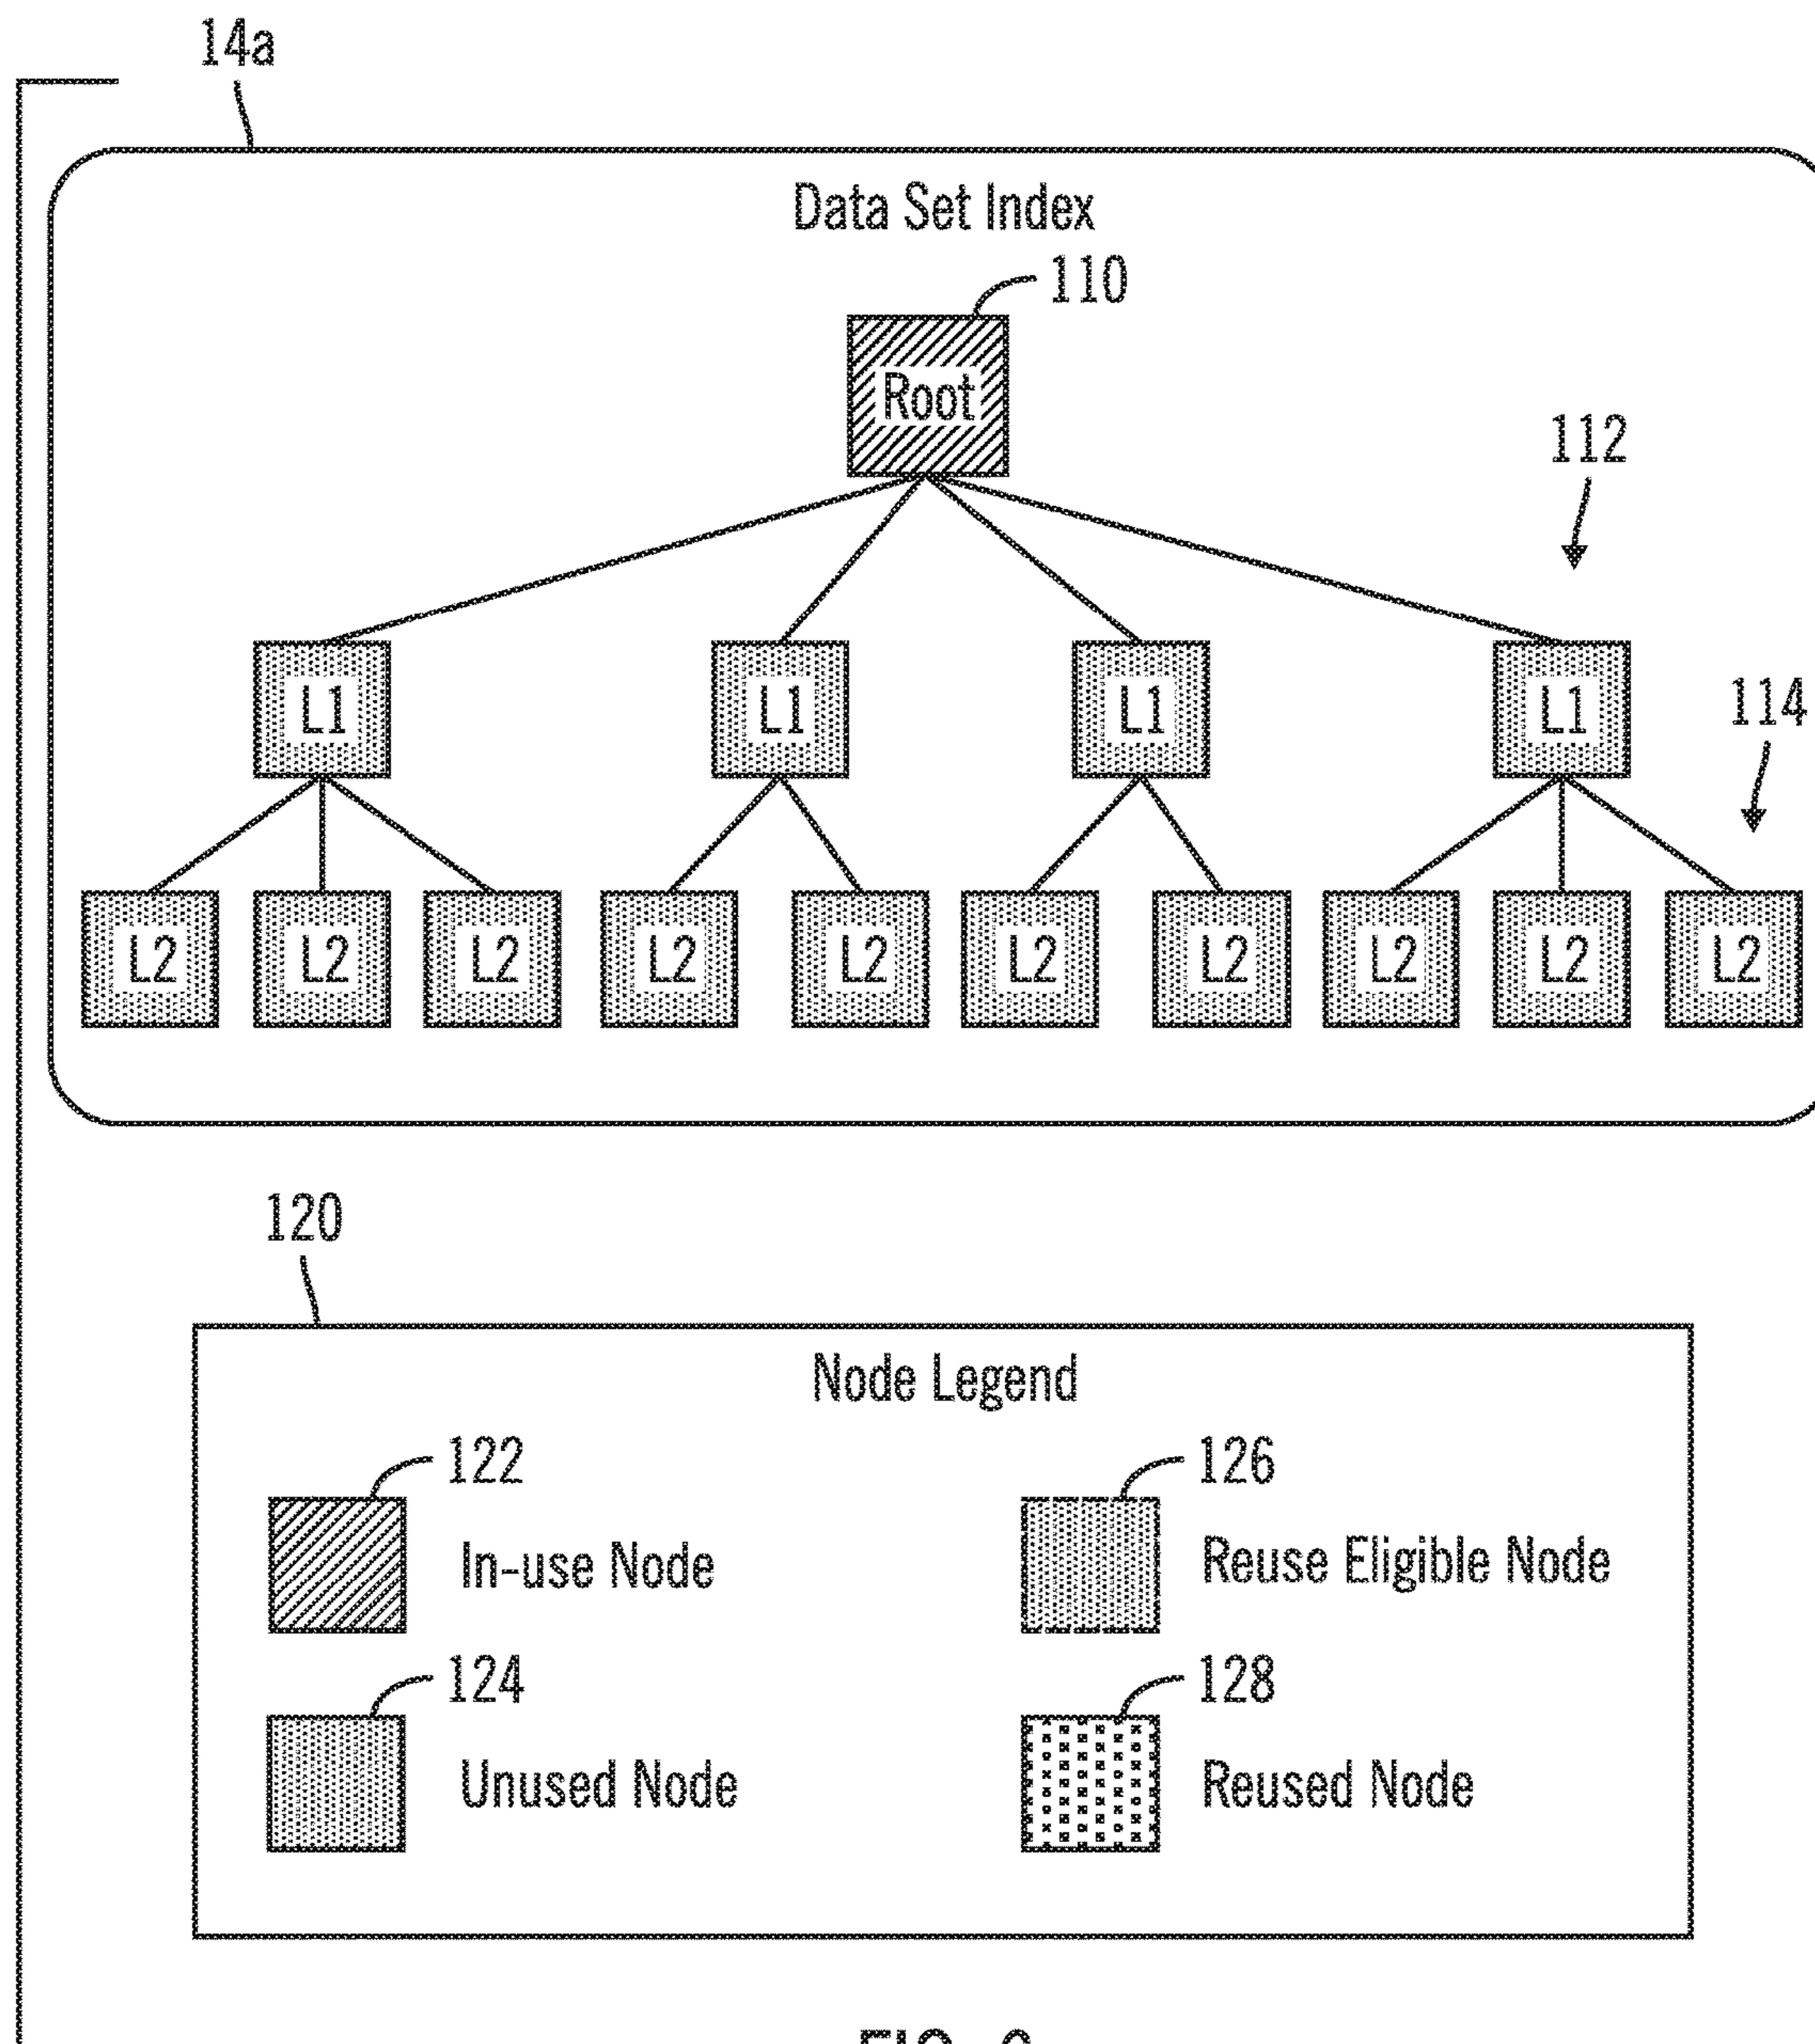 14a
Data Set Index
110
Root
112
L1 L1 L1 L1
114
L2 L2 L2 L2 L2 L2 L2 L2 L2 L2
120
Node Legend
122
In-use Node
126
Reuse Eligible Node
124
Unused Node
128
Reused Node
FIG.